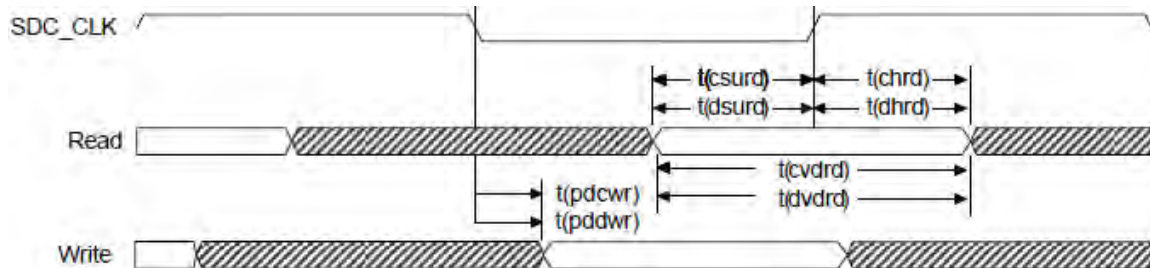 SDC_CLK
t(csurd) t(chrd)
t(dsurd) t(dhrd)
Read
t(cvdrd)
t(pdcwr) t(dvdrd)
t(pddwr)
Write